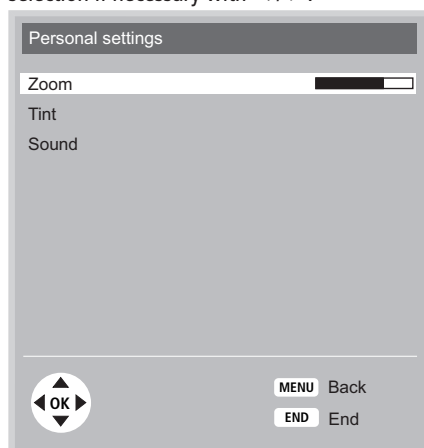 Personal settings
Zoom
Tint
Sound
OK
MENU Back
END End